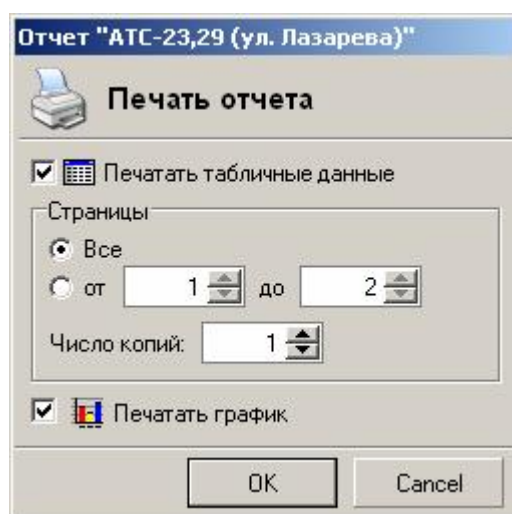 Отчет "АТС-23,29 (ул. Лазарева)"
Печать отчета
Печатать табличные данные
Страницы
Все
от 1 до 2
Число копий: 1
Печатать график
OK Cancel